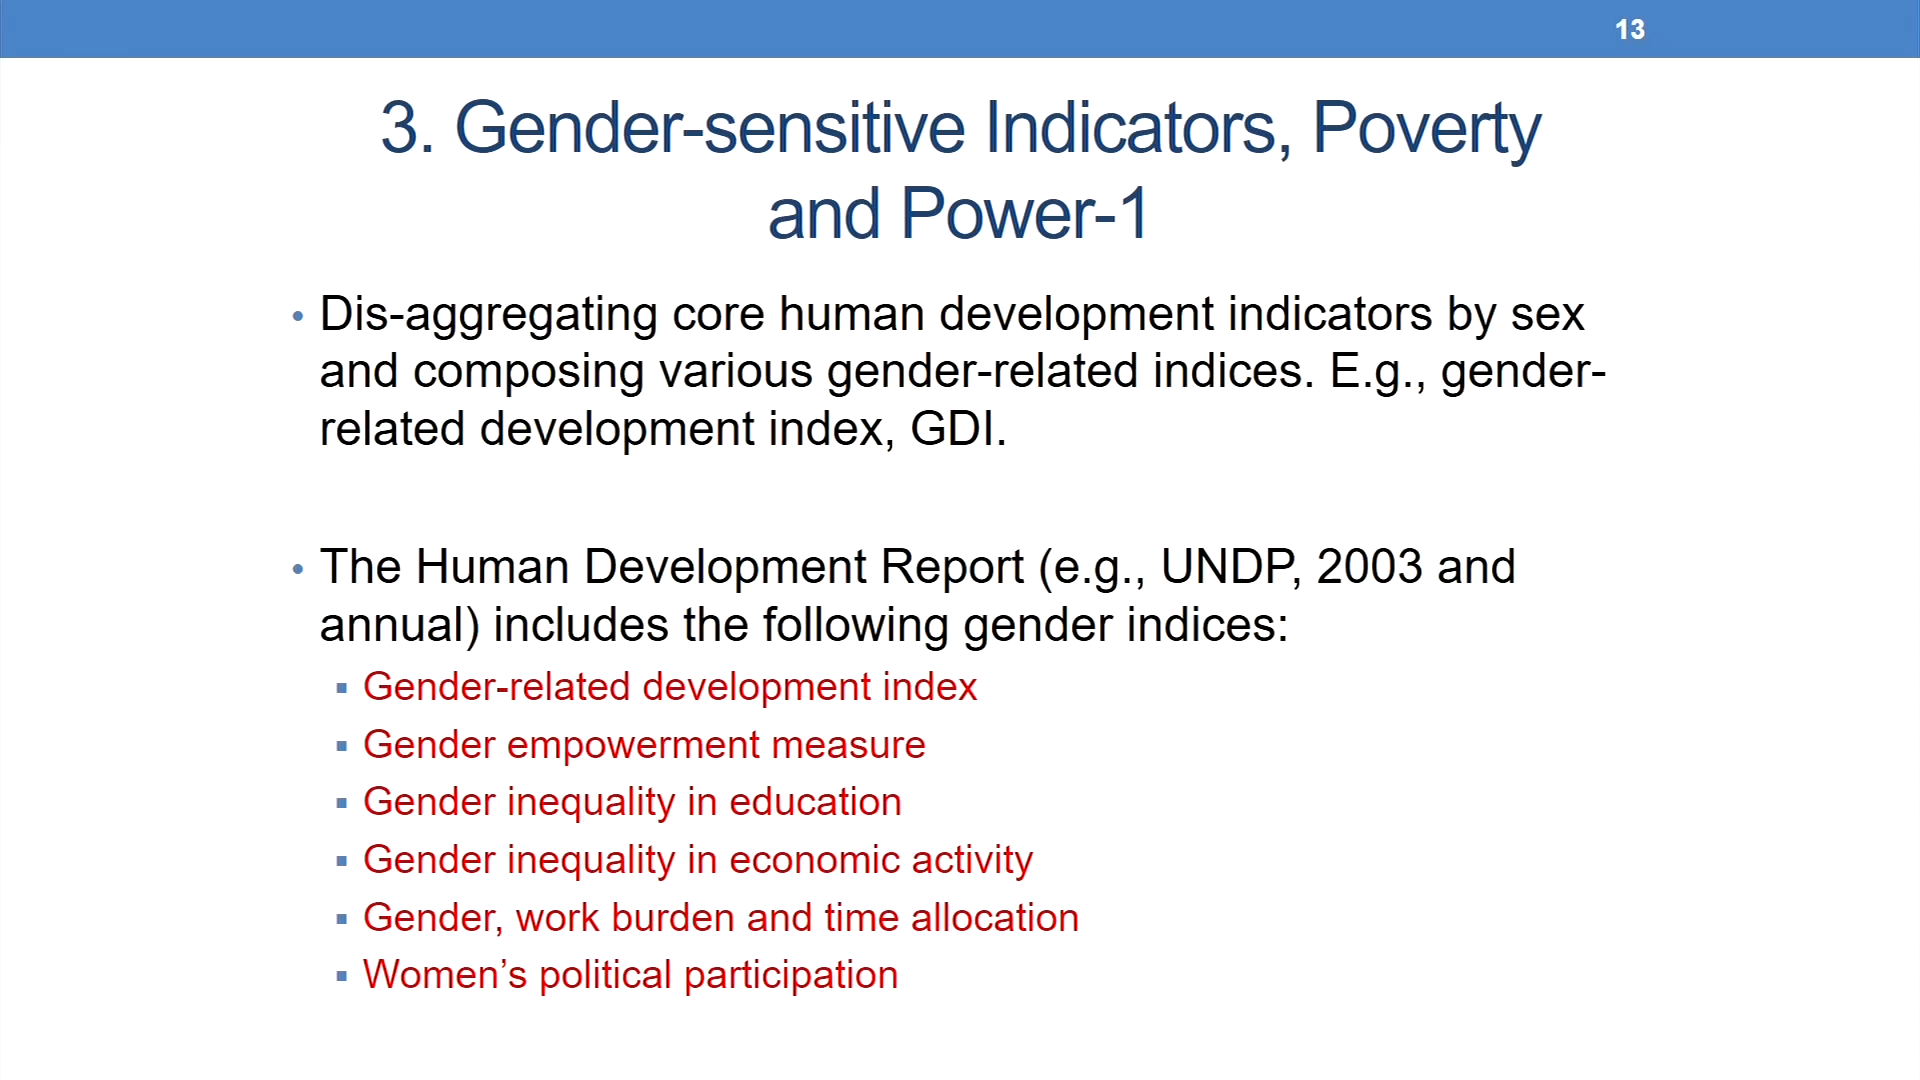 13
3. Gender-sensitive Indicators, Poverty
and Power-1
• Dis-aggregating core human development indicators by sex
and composing various gender-related indices. E.g., gender-
related development index, GDI.
• The Human Development Report (e.g., UNDP, 2003 and
annual) includes the following gender indices:
▪ Gender-related development index
▪ Gender empowerment measure
▪ Gender inequality in education
▪ Gender inequality in economic activity
▪ Gender, work burden and time allocation
▪ Women’s political participation